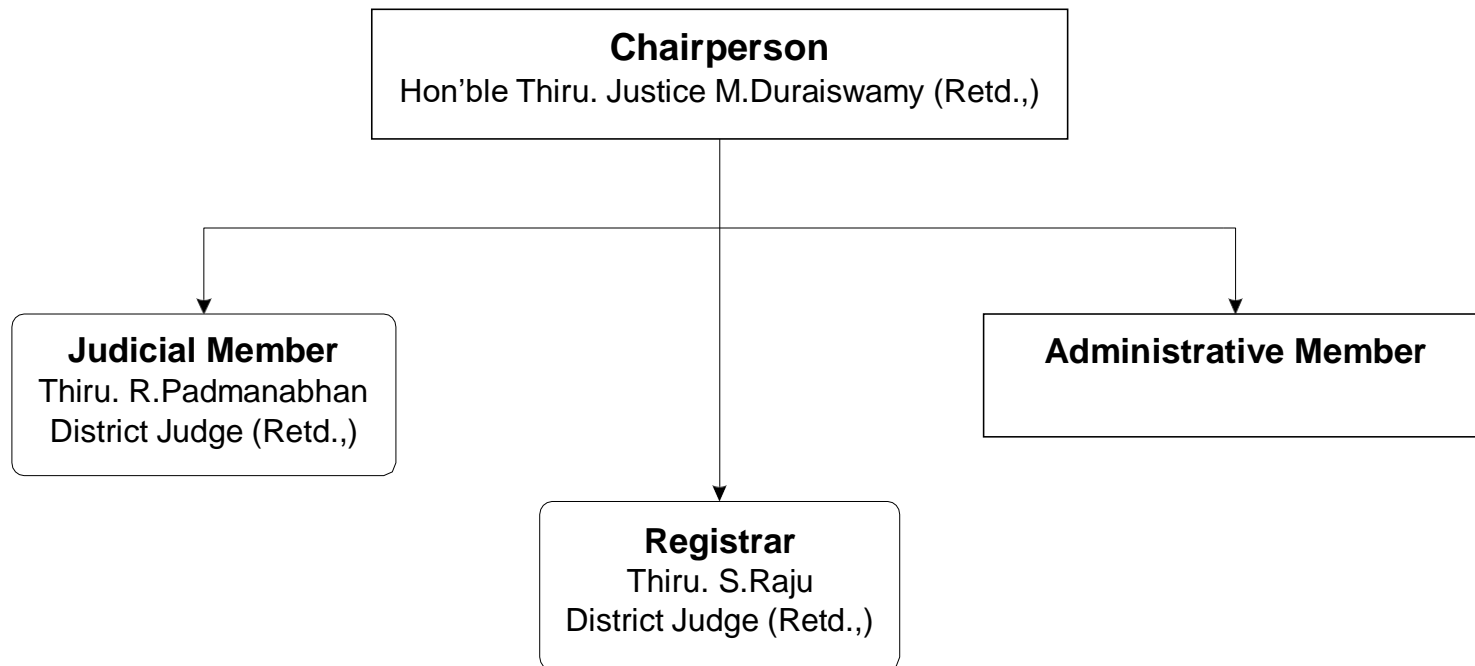 Chairperson
Hon’ble Thiru. Justice M.Duraiswamy (Retd.,)
Judicial Member
Thiru. R.Padmanabhan
District Judge (Retd.,)
Administrative Member
Registrar
Thiru. S.Raju
District Judge (Retd.,)